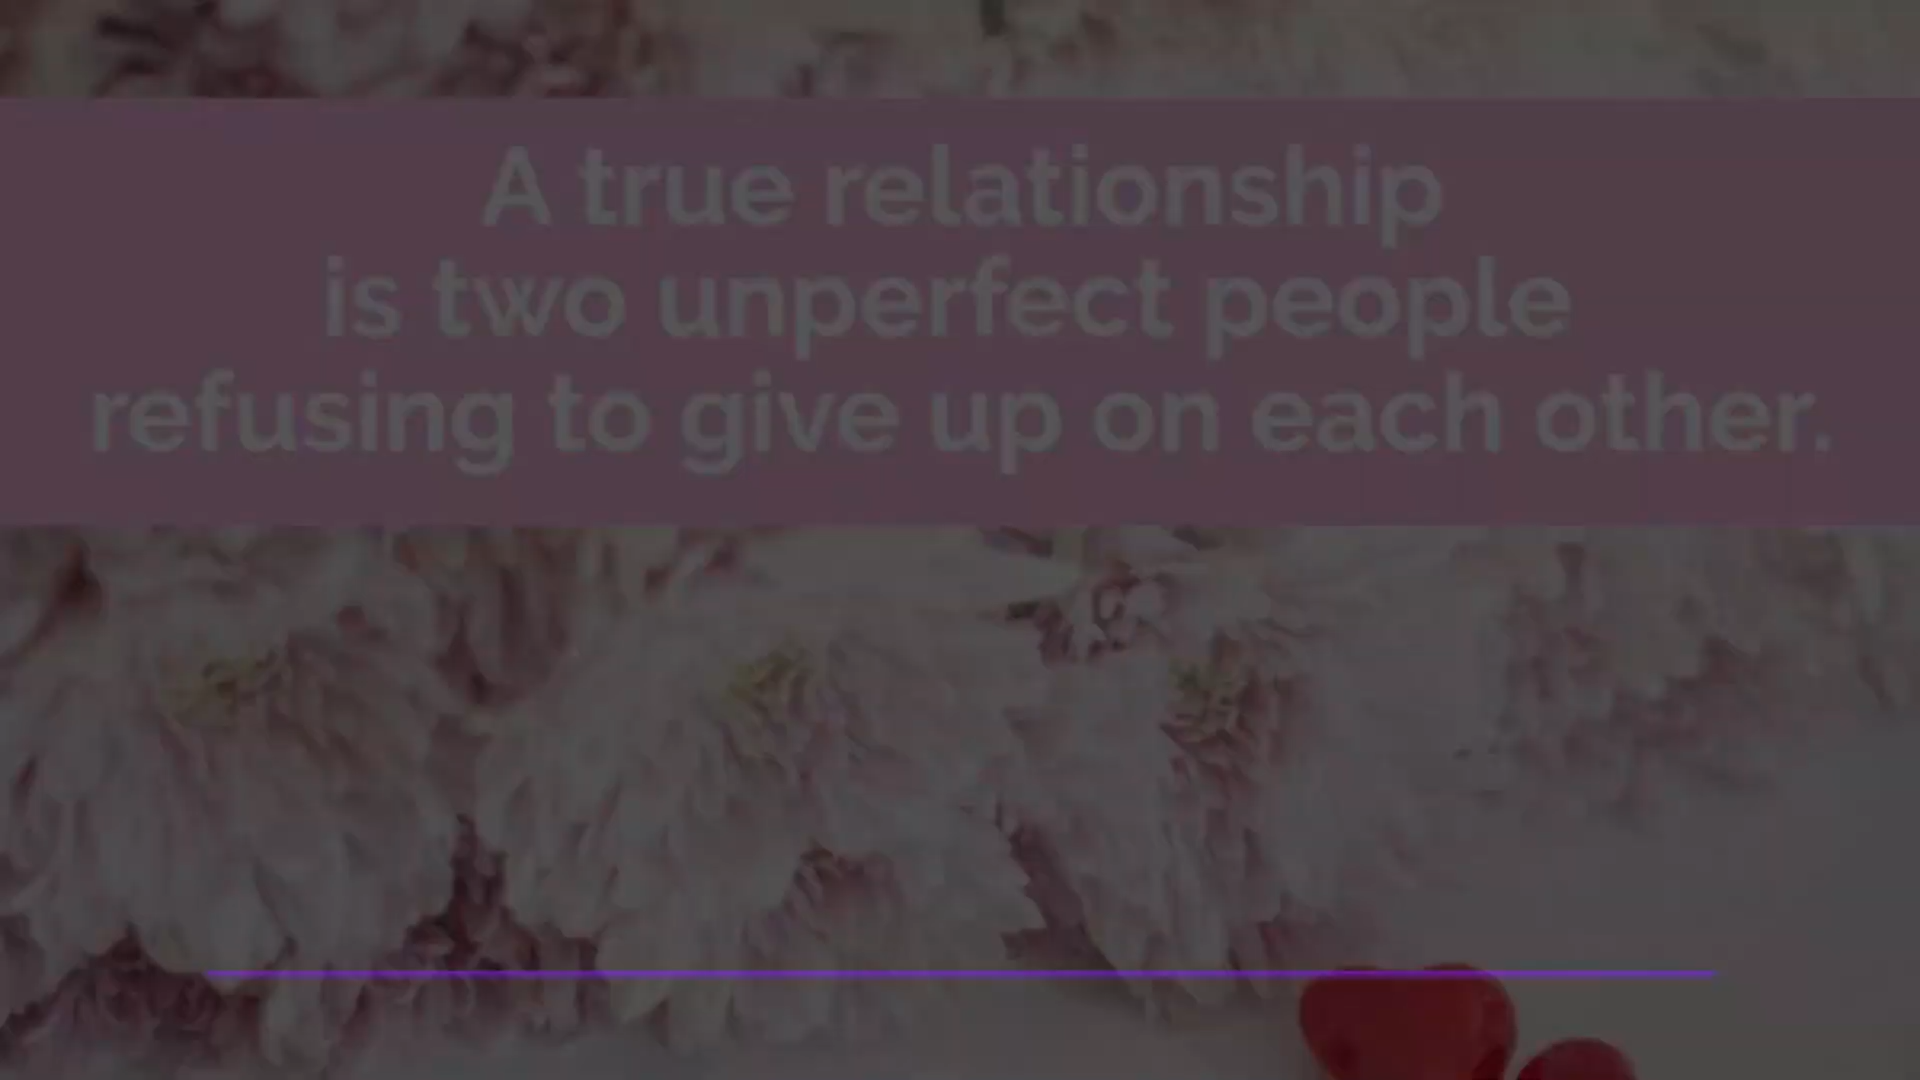 A true relationship
is two unperfect people
refusing to give up on each other.